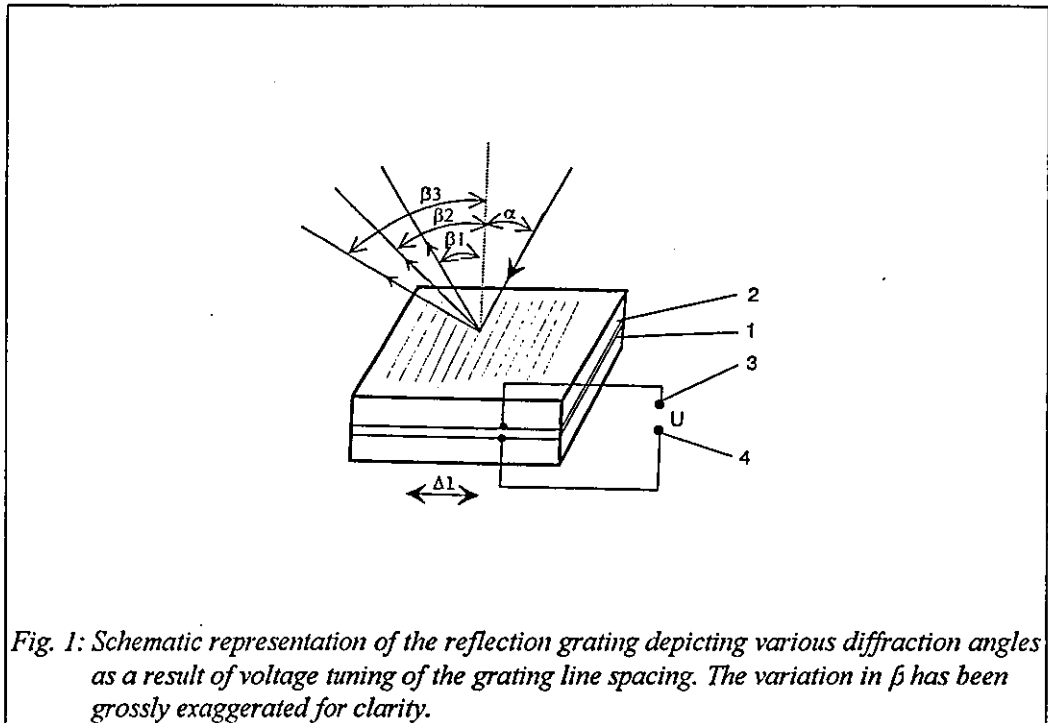 β3
β2
α
β1
2
1
3
U
4
Δl
Fig. 1: Schematic representation of the reflection grating depicting various diffraction angles
as a result of voltage tuning of the grating line spacing. The variation in β has been
grossly exaggerated for clarity.